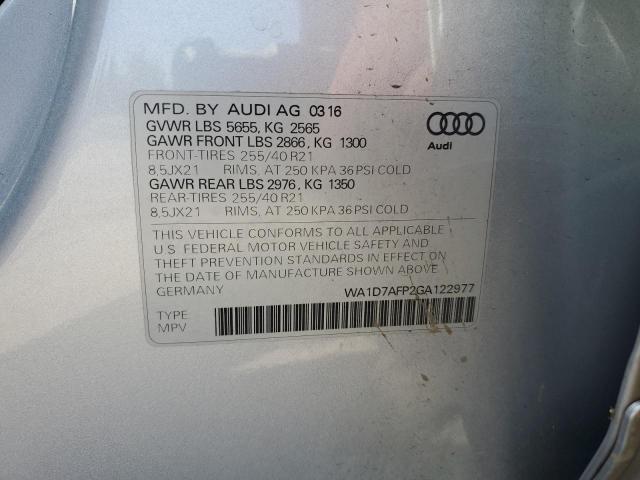 MFD. BY AUDI AG 0316
GVWR LBS 5655, KG 2565
GAWR FRONT LBS 2866, KG 1300
FRONT-TIRES 255/40 R21
8,5JX21 RIMS, AT 250 KPA 36 PSI COLD
GAWR REAR LBS 2976, KG 1350
REAR-TIRES 255/40 R21
8,5JX21 RIMS, AT 250 KPA 36 PSI COLD
Audi
THIS VEHICLE CONFORMS TO ALL APPLICABLE
U.S. FEDERAL MOTOR VEHICLE SAFETY AND
THEFT PREVENTION STANDARDS IN EFFECT ON
THE DATE OF MANUFACTURE SHOWN ABOVE
GERMANY WA1D7AFP2GA122977
TYPE
MPV